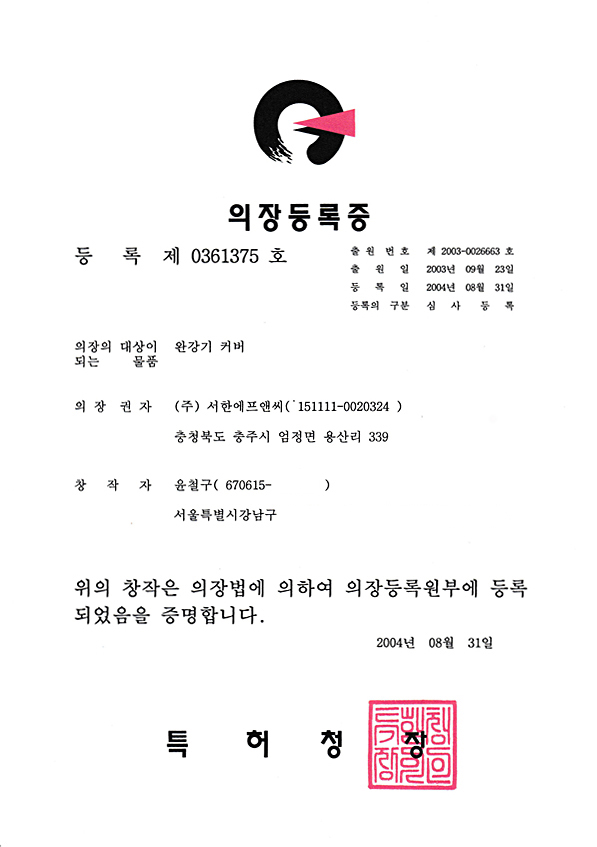 의장등록증
등 록 제 0361375 호
출 원 번 호 제 2003-0026663 호
출 원 일 2003년 09월 23일
등 록 일 2004년 08월 31일
등록의 구분 심 사 등 록
의장의 대상이 완강기 커버
되는 물품
의 장 권 자 (주) 서한에프앤씨(`151111-0020324 )
충청북도 충주시 엄정면 용산리 339
창 작 자 윤철구( 670615- )
서울특별시강남구
위의 창작은 의장법에 의하여 의장등록원부에 등록
되었음을 증명합니다.
2004년 08월 31일
특 허 청 장